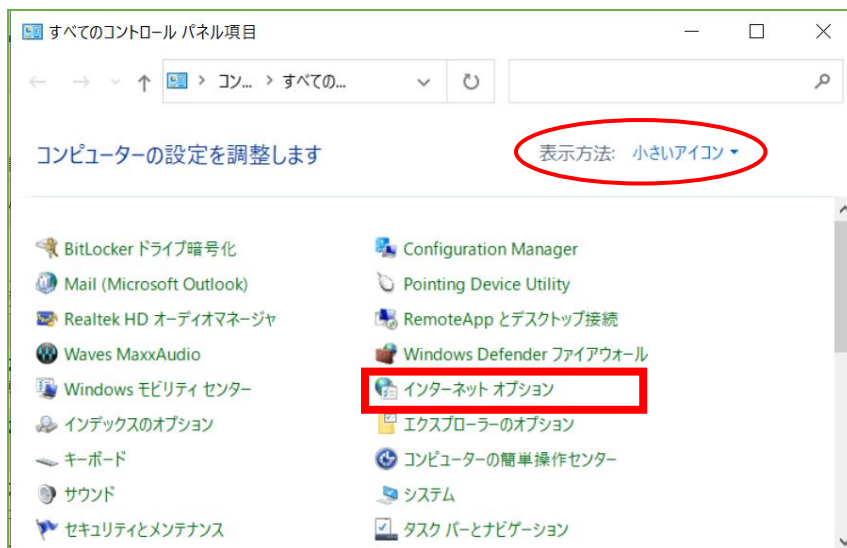 すべてのコントロール パネル項目
コン... › すべての...
コンピューターの設定を調整します
表示方法: 小さいアイコン
BitLocker ドライブ暗号化
Configuration Manager
Mail (Microsoft Outlook)
Pointing Device Utility
Realtek HD オーディオマネージャ
RemoteApp とデスクトップ接続
Waves MaxxAudio
Windows Defender ファイアウォール
Windows モビリティ センター
インターネット オプション
インデックスのオプション
エクスプローラーのオプション
キーボード
コンピューターの簡単操作センター
サウンド
システム
セキュリティとメンテナンス
タスク バーとナビゲーション